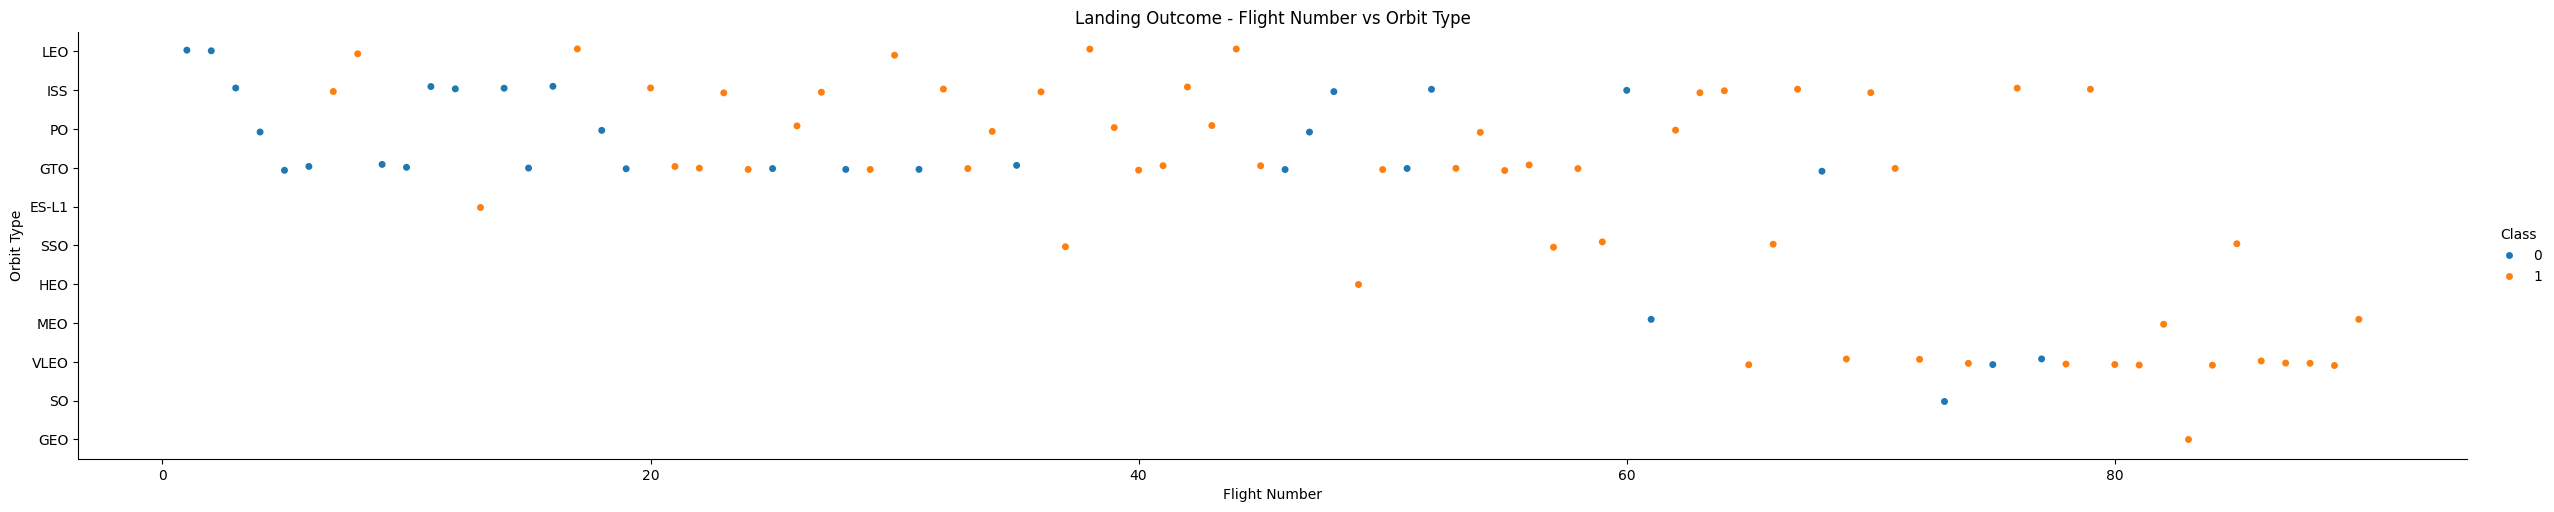 Landing Outcome - Flight Number vs Orbit Type
Orbit Type
LEO
ISS
PO
GTO
ES-L1
SSO
HEO
MEO
VLEO
SO
GEO
0
20
40
60
80
Flight Number
Class
0
1